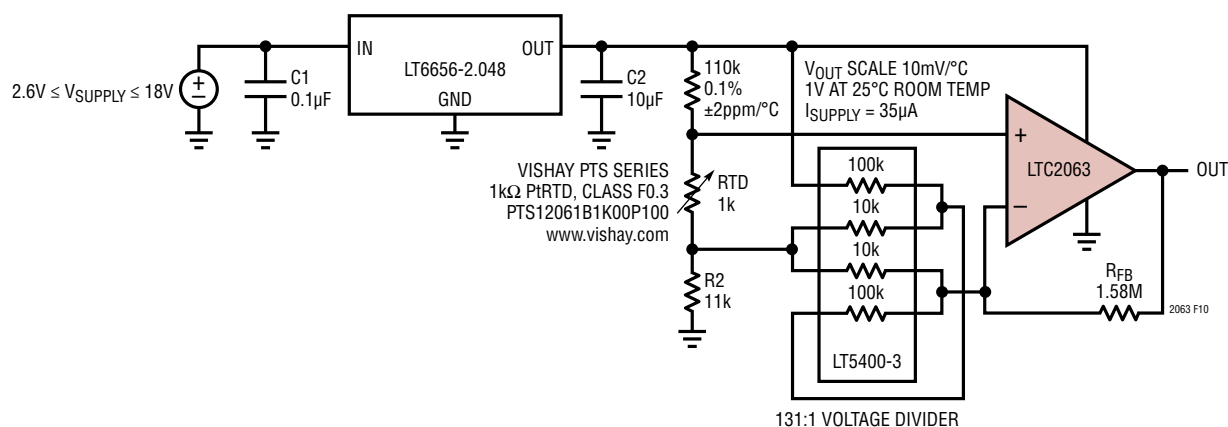 2.6V ≤ VSUPPLY ≤ 18V
+
–
C1
0.1µF
IN
OUT
LT6656-2.048
GND
C2
10µF
110k
0.1%
±2ppm/°C
VOUT SCALE 10mV/°C
1V AT 25°C ROOM TEMP
ISUPPLY = 35µA
VISHAY PTS SERIES
1kΩ PtRTD, CLASS F0.3
PTS12061B1K00P100
www.vishay.com
RTD
1k
R2
11k
100k
10k
10k
100k
LT5400-3
131:1 VOLTAGE DIVIDER
+
LTC2063
–
OUT
RFB
1.58M
2063 F10